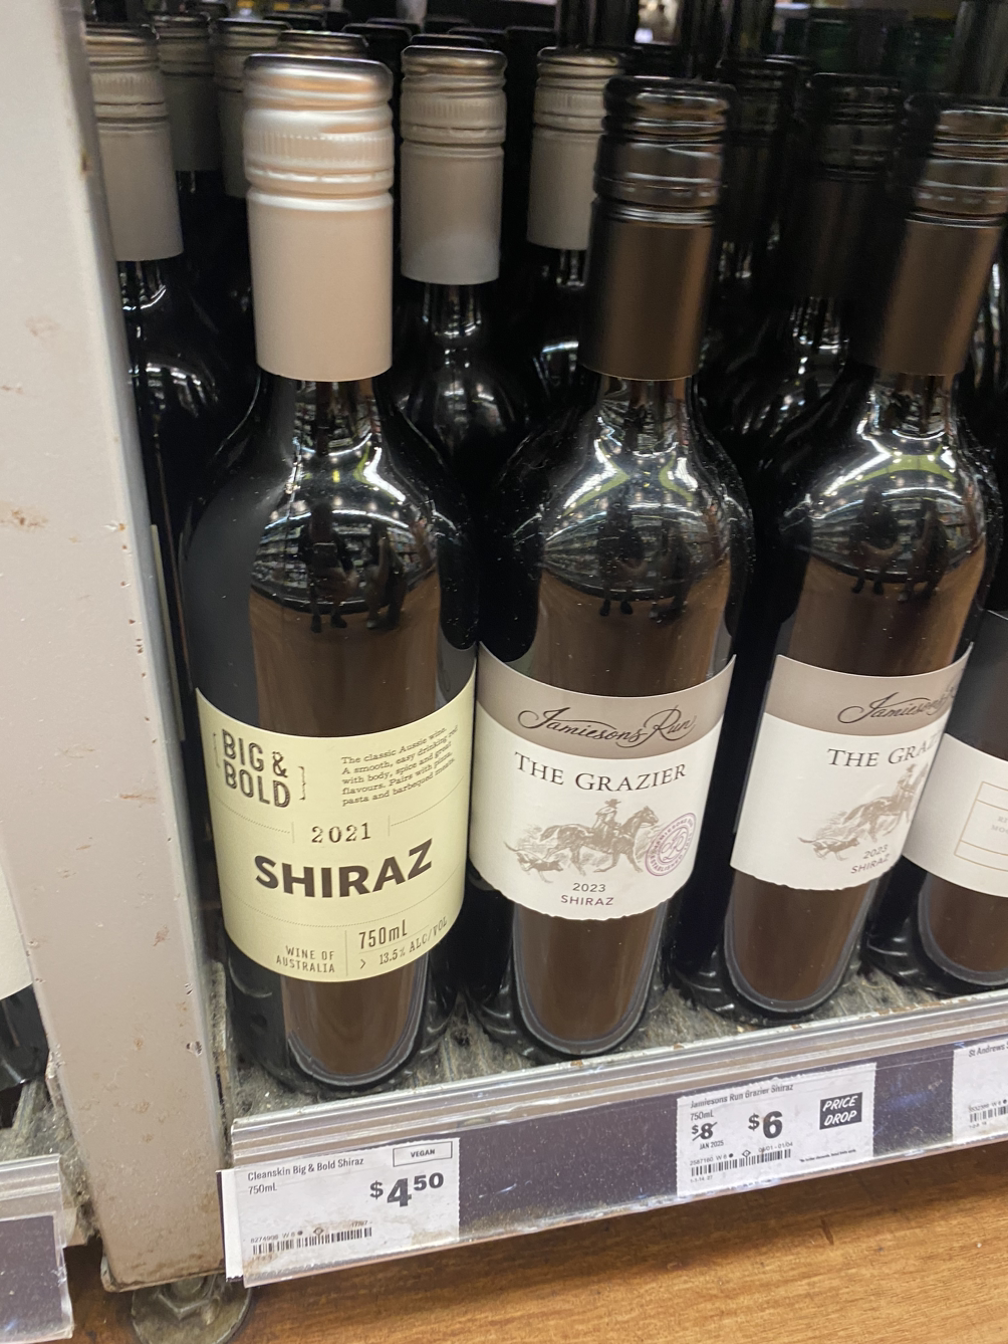 BIG &
BOLD
The classic Aussie wine.
A smooth, easy drinking red
with body, spice and great
flavours. Pairs with pizza,
pasta and barbequed meats.
2021
SHIRAZ
WINE OF
AUSTRALIA
750mL
> 13.5% ALC/VOL
Jamiesons Run
THE GRAZIER
2023
SHIRAZ
Jamiesons
THE GRAZ
2023
SHIRAZ
Cleanskin Big & Bold Shiraz
750mL
VEGAN
$4.50
Jamiesons Run Grazier Shiraz
750mL
$8
JAN 2025
$6
PRICE
DROP
St Andrews